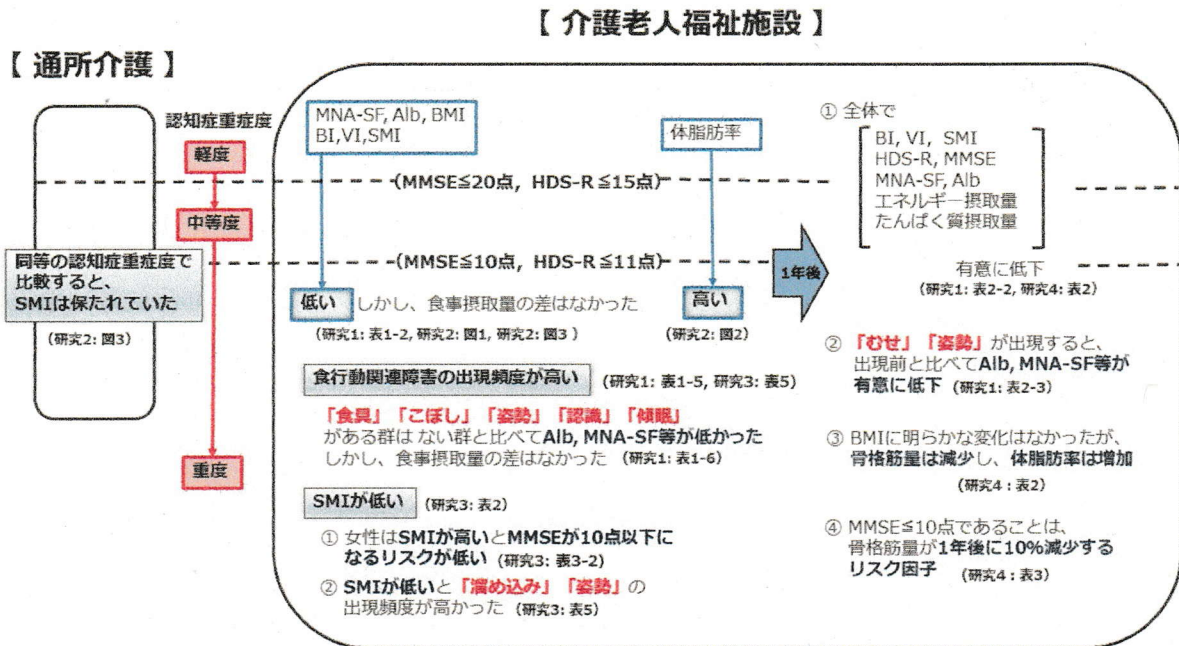 【 介護老人福祉施設 】
【 通所介護 】
認知症重症度
軽度
中等度
重度
同等の認知症重症度で
比較すると、
SMIは保たれていた
(研究2: 図3)
MNA-SF, Alb, BMI
BI,VI,SMI
体脂肪率
(MMSE≦20点, HDS-R≦15点)
(MMSE≦10点, HDS-R≦11点)
低い しかし、食事摂取量の差はなかった
(研究1: 表1-2, 研究2: 図1, 研究2: 図3 )
高い
(研究2: 図2)
食行動関連障害の出現頻度が高い (研究1: 表1-5, 研究3: 表5)
「食具」「こぼし」「姿勢」「認識」「傾眠」
がある群は ない群と比べてAlb, MNA-SF等が低かった
しかし、食事摂取量の差はなかった (研究1: 表1-6)
SMIが低い (研究3: 表2)
① 女性はSMIが高いとMMSEが10点以下に
なるリスクが低い (研究3: 表3-2)
② SMIが低いと「溜め込み」「姿勢」の
出現頻度が高かった (研究3: 表5)
1年後
① 全体で
BI, VI, SMI
HDS-R, MMSE
MNA-SF, Alb
エネルギー摂取量
たんぱく質摂取量
有意に低下
(研究1: 表2-2, 研究4: 表2)
② 「むせ」「姿勢」が出現すると、
出現前と比べてAlb, MNA-SF等が
有意に低下 (研究1: 表2-3)
③ BMIに明らかな変化はなかったが、
骨格筋量は減少し、体脂肪率は増加
(研究4 : 表2)
④ MMSE≦10点であることは、
骨格筋量が1年後に10%減少する
リスク因子 (研究4 : 表3)